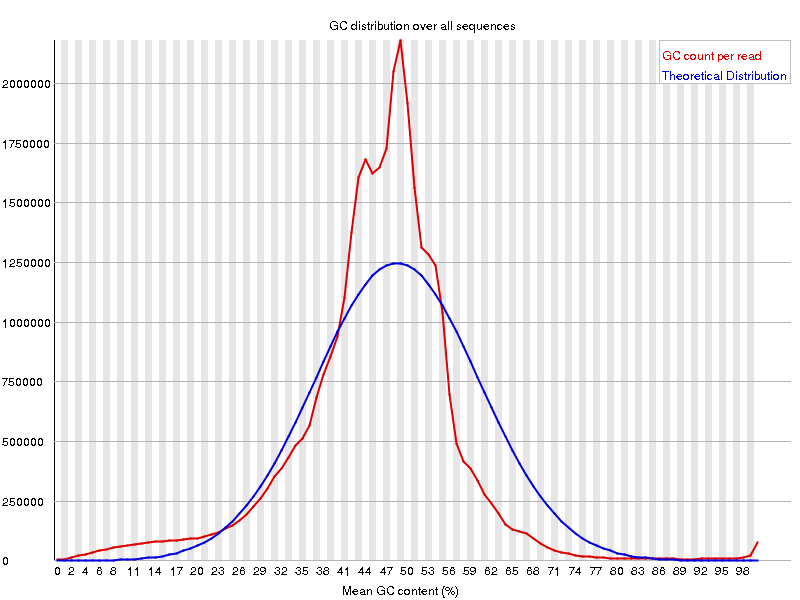 GC distribution over all sequences
GC count per read
Theoretical Distribution
2000000
1750000
1500000
1250000
1000000
750000
500000
250000
0
0 2 4 6 8 11 14 17 20 23 26 29 32 35 38 41 44 47 50 53 56 59 62 65 68 71 74 77 80 83 86 89 92 95 98
Mean GC content (%)